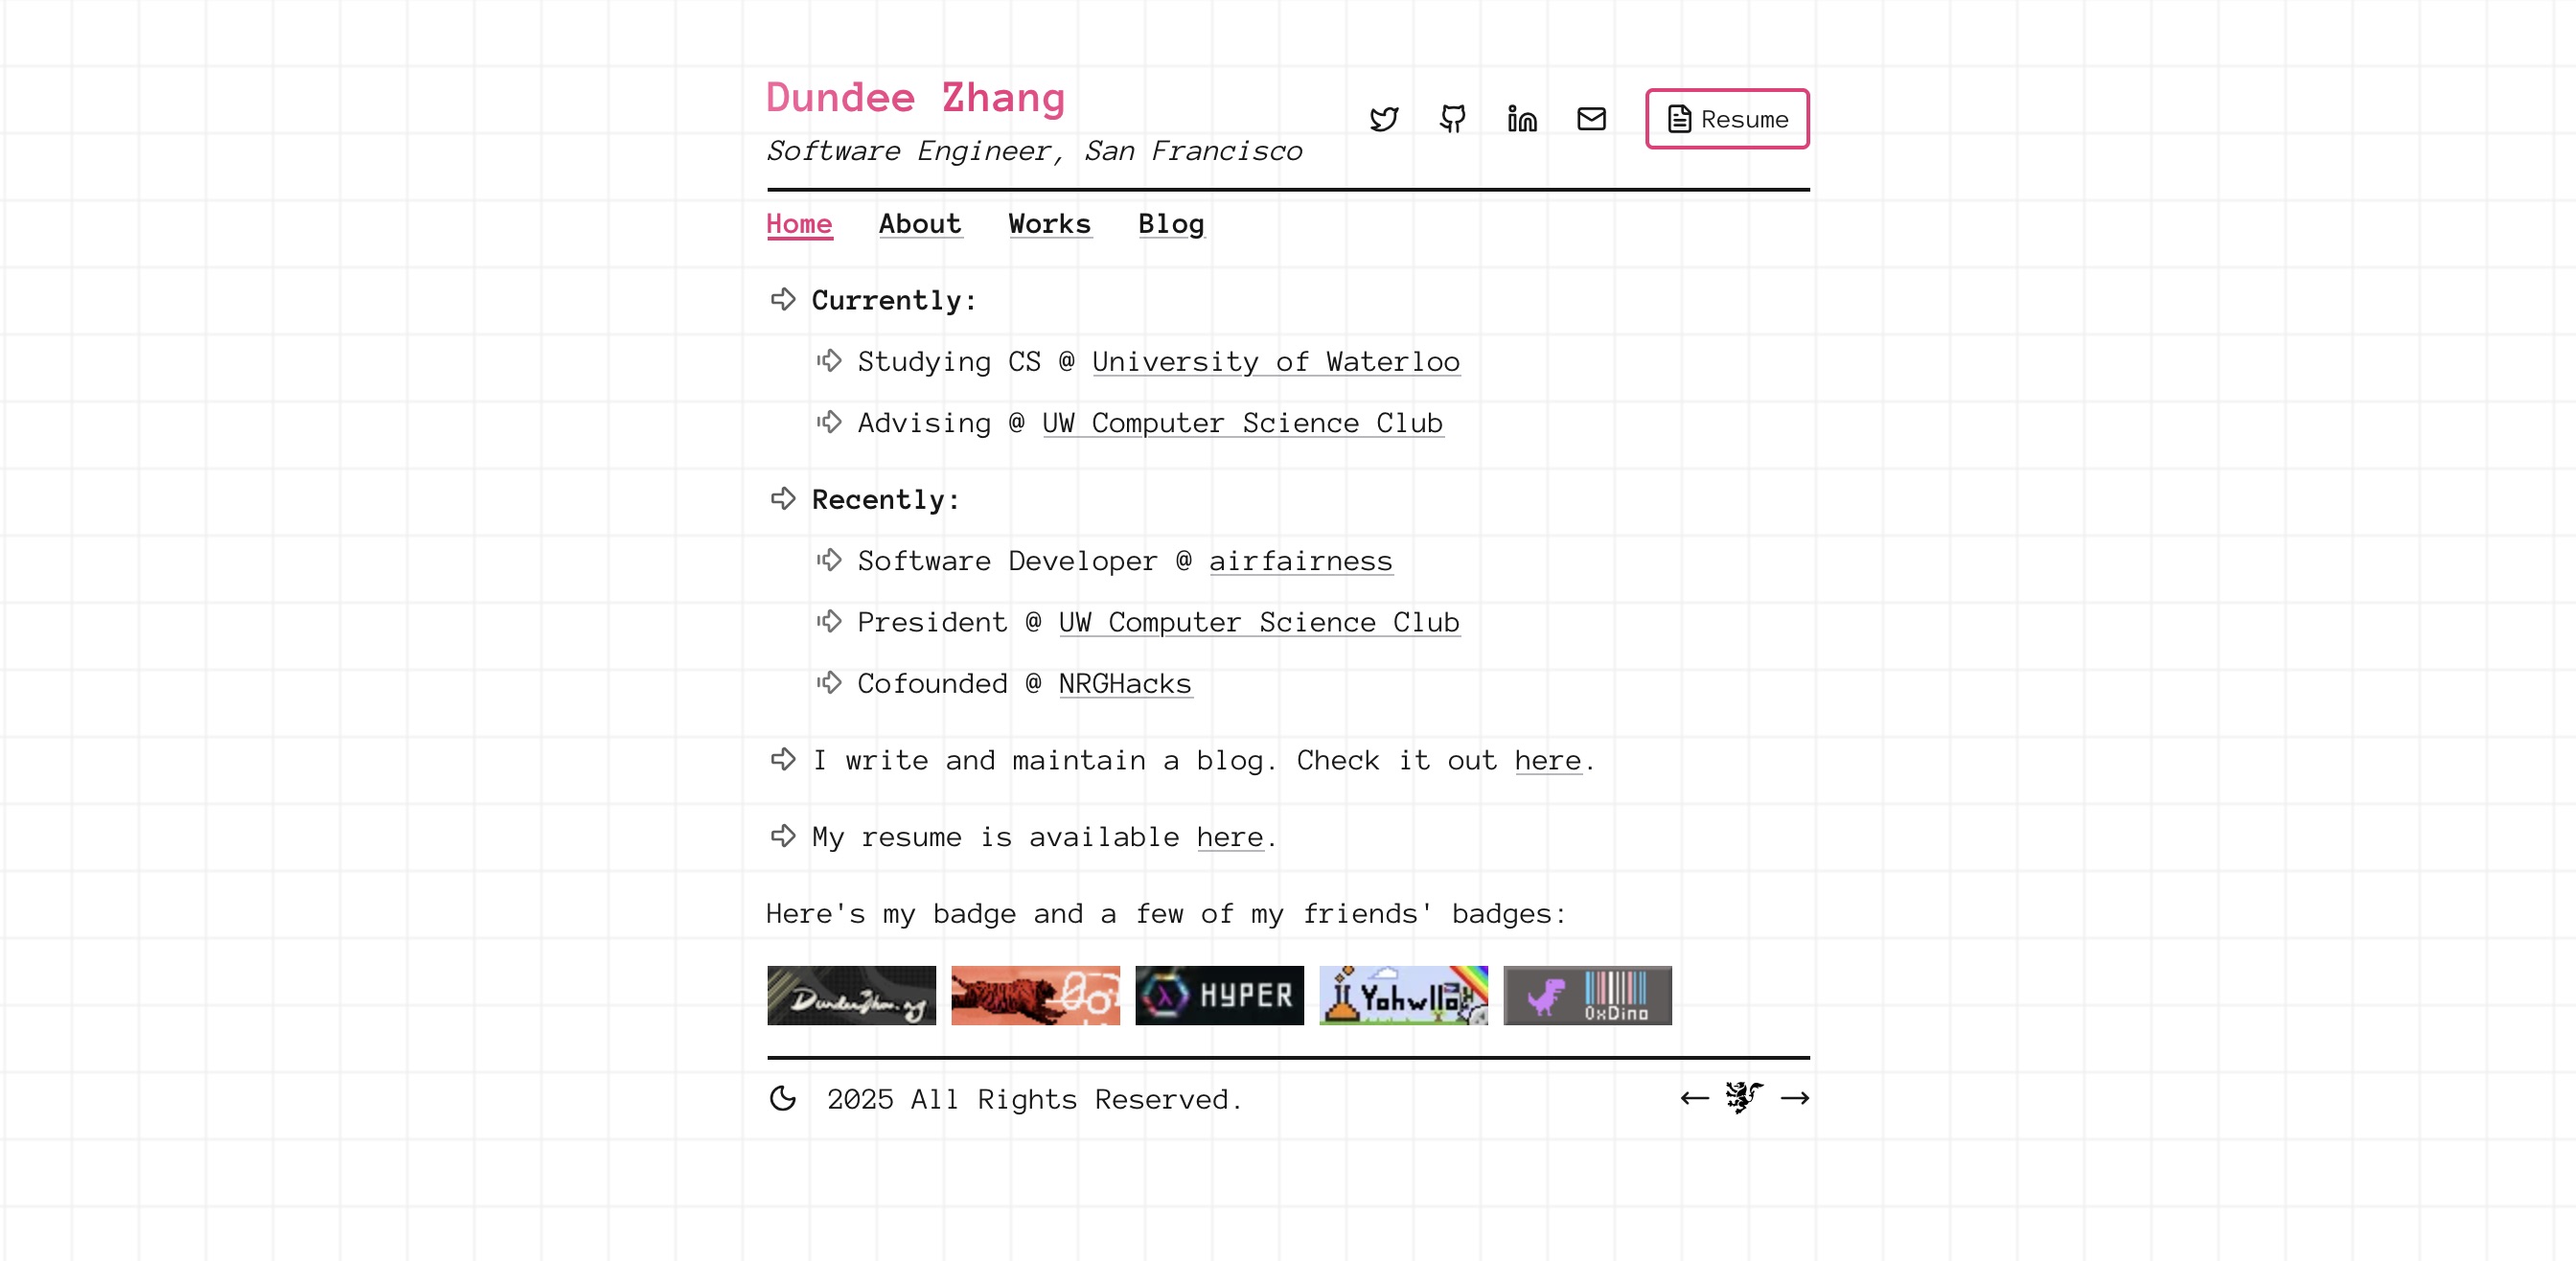 Dundee Zhang
Software Engineer, San Francisco
Resume
Home About Works Blog
Currently:
Studying CS @ University of Waterloo
Advising @ UW Computer Science Club
Recently:
Software Developer @ airfairness
President @ UW Computer Science Club
Cofounded @ NRGHacks
I write and maintain a blog. Check it out here.
My resume is available here.
Here's my badge and a few of my friends' badges:
HYPER
0xDino
2025 All Rights Reserved.